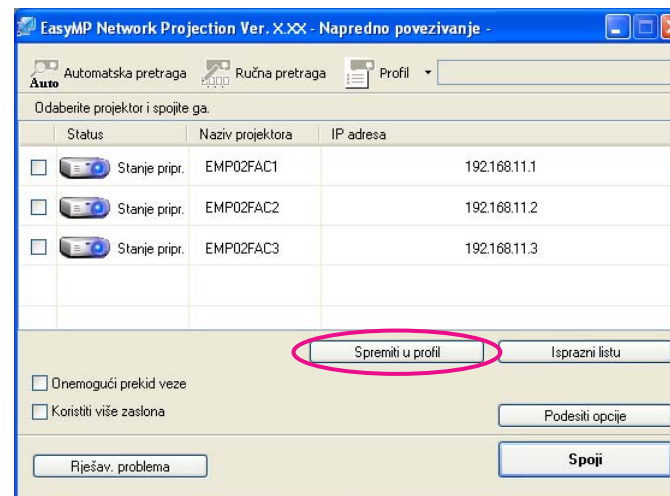 EasyMP Network Projection Ver. X.XX - Napredno povezivanje -
Auto Automatska pretraga Ručna pretraga Profil
Odaberite projektor i spojite ga.
Status Naziv projektora IP adresa
Stanje pripr. EMP02FAC1 192.168.11.1
Stanje pripr. EMP02FAC2 192.168.11.2
Stanje pripr. EMP02FAC3 192.168.11.3
Spremiti u profil Isprazni listu
Onemogući prekid veze
Koristiti više zaslona
Podesiti opcije
Rješav. problema Spoji